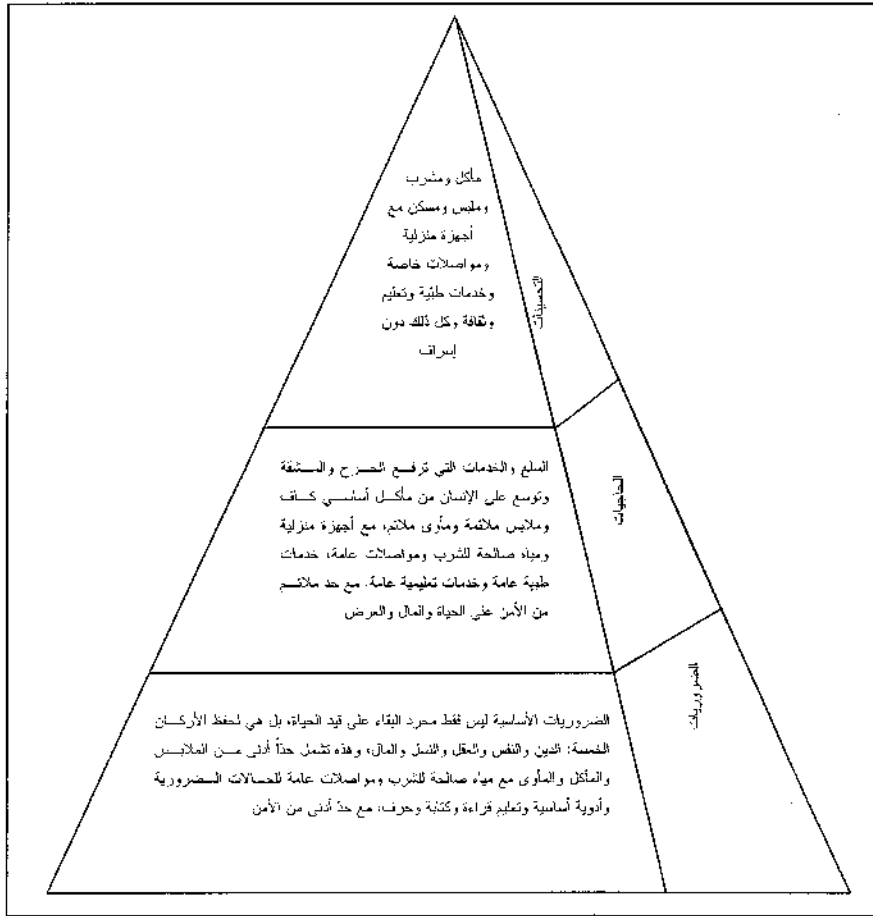 مأكل ومشرب
وملبس ومسكن مع
أجهزة منزلية
ومواصلات خاصة
وخدمات طبية وتعليم
وثقافة وكل ذلك دون
إسراف
التحسينات
السلع والخدمات التي ترفع الحرج والمشقة
وتوسع على الإنسان من مأكل أساسي كاف
وملابس ملائمة ومأوى ملائم، مع أجهزة منزلية
ومياه صالحة للشرب ومواصلات عامة، خدمات
طبية عامة وخدمات تعليمية عامة. مع حد ملائم
من الأمن على الحياة والمال والعرض
الحاجيات
الضروريات الأساسية ليس فقط مجرد البقاء على قيد الحياة، بل هي لحفظ الأركان
الخمسة: الدين والنفس والعقل والنسل والمال، وهذه تشمل حداً أدنى من الملابس
والمأكل والمأوى مع مياه صالحة للشرب ومواصلات عامة للحالات الضرورية
وأدوية أساسية وتعليم قراءة وكتابة وحرف، مع حدّ أدنى من الأمن
الضروريات